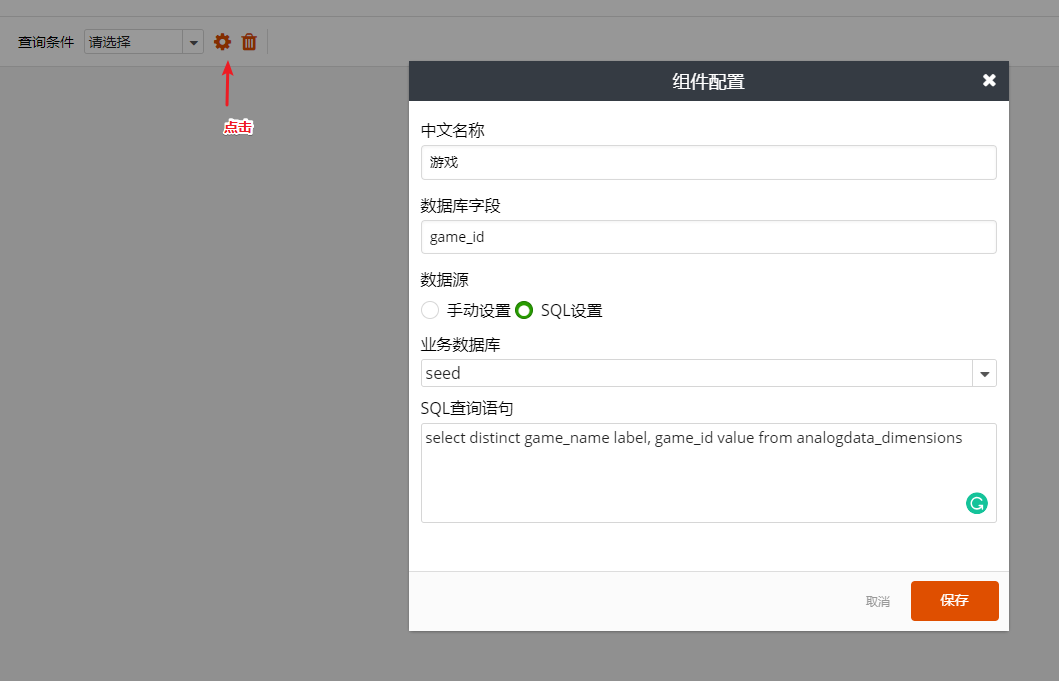 查询条件 请选择
点击
组件配置
中文名称
游戏
数据库字段
game_id
数据源
手动设置 SQL设置
业务数据库
seed
SQL查询语句
select distinct game_name label, game_id value from analogdata_dimensions
取消 保存